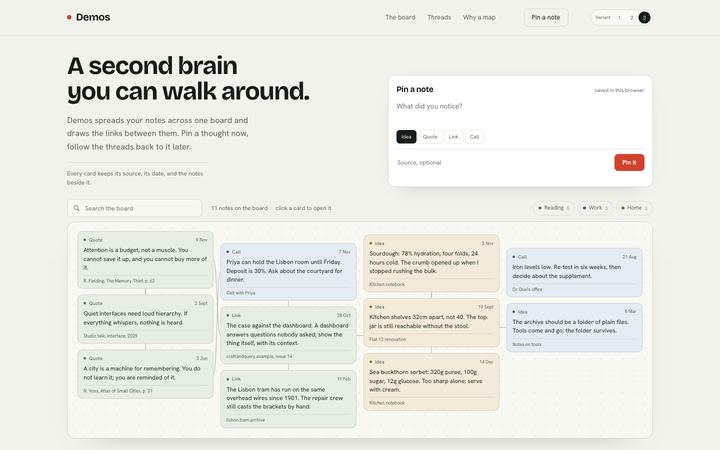 Demos
The board
Threads
Why a map
Pin a note
Variant
1
2
3
A second brain
you can walk around.
Demos spreads your notes across one board and
draws the links between them. Pin a thought now,
follow the threads back to it later.
Every card keeps its source, its date, and the notes
beside it.
Pin a note
saved in this browser
What did you notice?
Idea
Quote
Link
Call
Source, optional
Pin it
Search the board
11 notes on the board
click a card to open it
Reading 5
Work 3
Home 3
Quote
9 Nov
Attention is a budget, not a muscle. You
cannot save it up, and you cannot buy more of
it.
R. Fielding, The Memory Thief, p. 62
Quote
2 Sept
Quiet interfaces need loud hierarchy. If
everything whispers, nothing is heard.
Studio talk, Interface, 2025
Quote
3 Jun
A city is a machine for remembering. You do
not learn it; you are reminded of it.
N. Voss, Atlas of Small Cities, p. 21
Call
7 Nov
Priya can hold the Listbon room until Friday.
Deposit is 30%. Ask about the courtyard for
dinner.
Call with Priya
Link
28 Oct
The case against the dashboard. A dashboard
answers questions nobody asked; show the
thing itself, with its context.
craftandquery.example, issue 14
Link
11 Feb
The Lisbon tram has run on the same
overhead wires since 1901. The repair crew
still casts the brackets by hand.
lisbon.tram.archive
Idea
3 Nov
Sourdough: 78% hydration, four folds, 24
hours cold. The crumb opened up when I
stopped rushing the bulk.
Kitchen notebook
Idea
19 Sept
Kitchen shelves 32cm apart, not 40. The top
jar is still reachable without the stool.
Flat 12 renovation
Idea
14 Dec
Sea buckthorn sorbet: 320g puree, 100g
sugar, 12g glucose. Too sharp alone; serve
with cream.
Kitchen notebook
Call
21 Aug
Iron levels low. Re-test in six weeks, then
decide about the supplement.
Dr Osei's office
Idea
8 Mar
The archive should be a folder of plain files.
Tools come and go; the folder survives.
Notes on tools